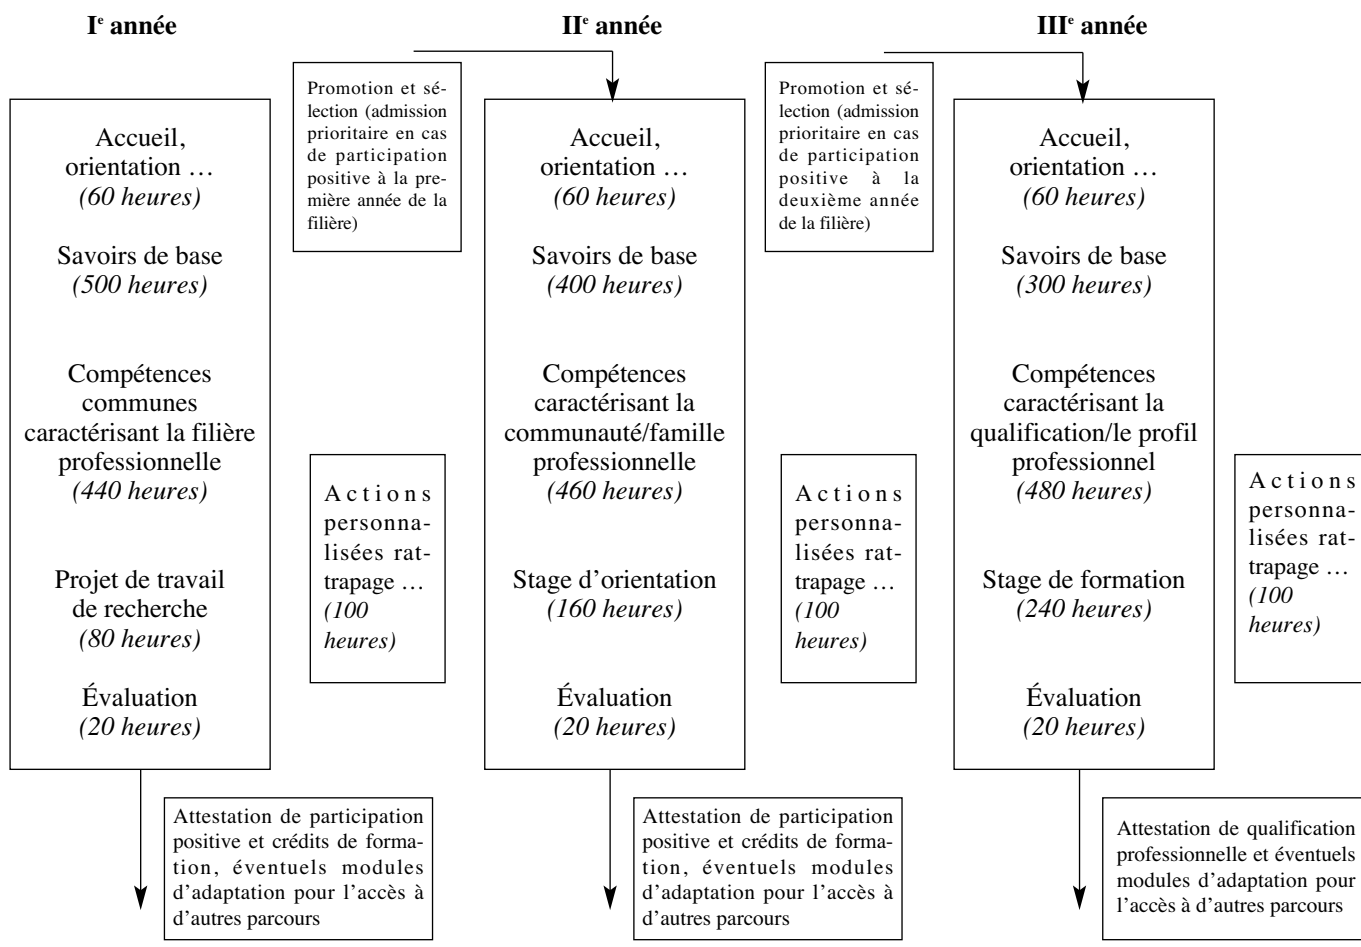 Iᵉ année
IIᵉ année
IIIᵉ année
Accueil,
orientation …
(60 heures)
Savoirs de base
(500 heures)
Compétences
communes
caractérisant la filière
professionnelle
(440 heures)
Projet de travail
de recherche
(80 heures)
Évaluation
(20 heures)
Promotion et sé-
lection (admission
prioritaire en cas
de participation
positive à la pre-
mière année de la
filière)
Actions
personna-
lisées rat-
trapage …
(100
heures)
Attestation de participation
positive et crédits de forma-
tion, éventuels modules
d’adaptation pour l’accès à
d’autres parcours
Accueil,
orientation …
(60 heures)
Savoirs de base
(400 heures)
Compétences
caractérisant la
communauté/famille
professionnelle
(460 heures)
Stage d’orientation
(160 heures)
Évaluation
(20 heures)
Promotion et sé-
lection (admission
prioritaire en cas
de participation
positive à la
deuxième année
de la filière)
Actions
personna-
lisées rat-
trapage …
(100
heures)
Attestation de participation
positive et crédits de forma-
tion, éventuels modules
d’adaptation pour l’accès à
d’autres parcours
Accueil,
orientation …
(60 heures)
Savoirs de base
(300 heures)
Compétences
caractérisant la
qualification/le profil
professionnel
(480 heures)
Stage de formation
(240 heures)
Évaluation
(20 heures)
Actions
personna-
lisées rat-
trapage …
(100
heures)
Attestation de qualification
professionnelle et éventuels
modules d’adaptation pour
l’accès à d’autres parcours